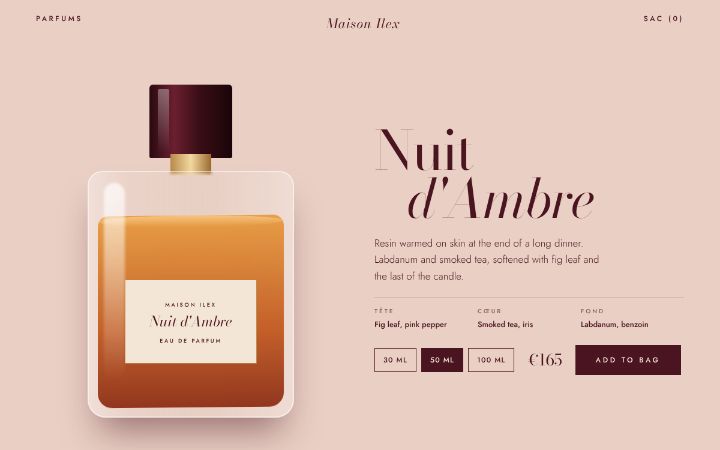 PARFUMS
Maison Ilex
SAC (0)
MAISON ILEX
Nuit d'Ambre
EAU DE PARFUM
Nuit
d'Ambre
Resin warmed on skin at the end of a long dinner.
Labdanum and smoked tea, softened with fig leaf and
the last of the candle.
TÊTE
CŒUR
FOND
Fig leaf, pink pepper
Smoked tea, iris
Labdanum, benzoin
30 ML
50 ML
100 ML
€165
ADD TO BAG